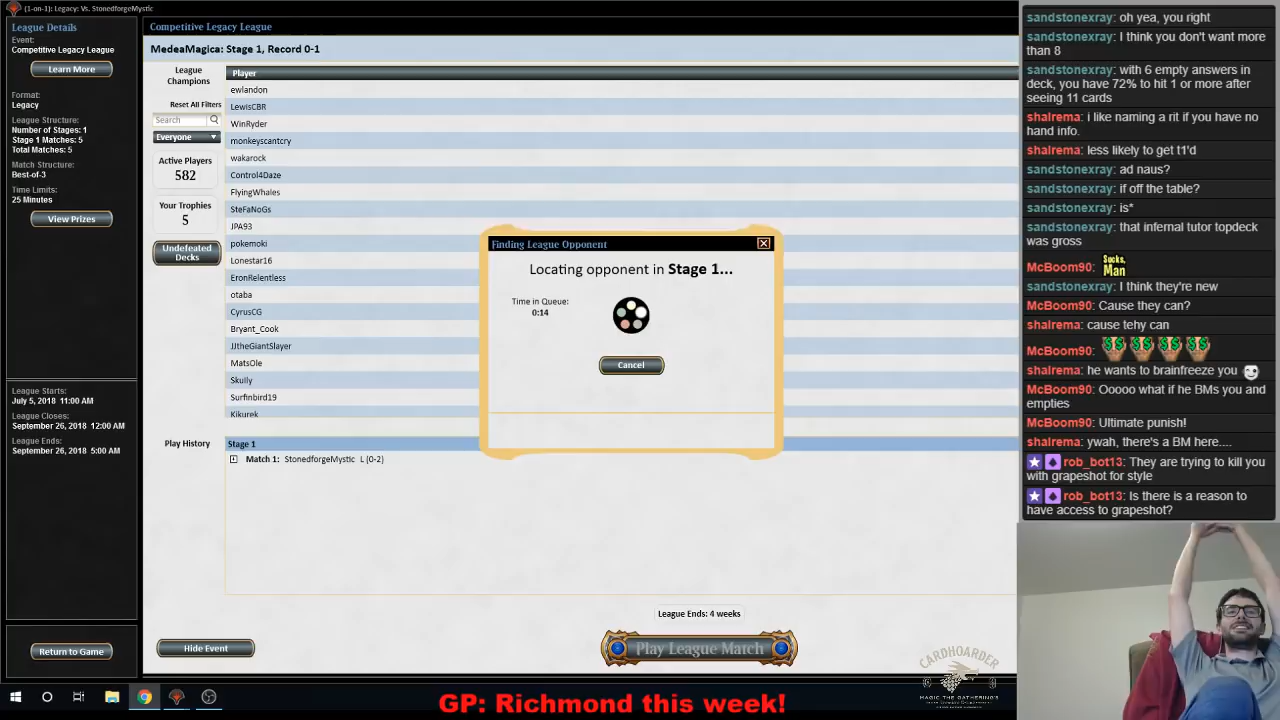 (1-on-1): Legacy: Vs. StonedforgeMystic
League Details
Event:
Competitive Legacy League
Learn More
Format:
Legacy
League Structure:
Number of Stages: 1
Stage 1 Matches: 5
Total Matches: 5
Match Structure:
Best-of-3
Time Limits:
25 Minutes
View Prizes
League Starts:
July 5, 2018 11:00 AM
League Closes:
September 26, 2018 12:00 AM
League Ends:
September 26, 2018 5:00 AM
Return to Game
Competitive Legacy League
MedeaMagica: Stage 1, Record 0-1
League
Champions
Reset All Filters
Search
Everyone
Active Players
582
Your Trophies
5
Undefeated
Decks
Player
ewlandon
LewisCBR
WinRyder
monkeyscantcry
wakarock
Control4Daze
FlyingWhales
SteFaNoGs
JPA93
pokemoki
Lonestar16
EronRelentless
otaba
CyrusCG
Bryant_Cook
JJtheGiantSlayer
MatsOle
Skully
Surfinbird19
Kikurek
Play History
Stage 1
Match 1: StonedforgeMystic L (0-2)
Finding League Opponent
Locating opponent in Stage 1...
Time in Queue:
0:14
Cancel
League Ends: 4 weeks
Hide Event
Play League Match
CARDHOARDER
MAGIC THE GATHERING'S
GP: Richmond this week!
sandstonexray: oh yea, you right
sandstonexray: I think you don't want more
than 8
sandstonexray: with 6 empty answers in
deck, you have 72% to hit 1 or more after
seeing 11 cards
shalrema: i like naming a rit if you have no
hand info.
shalrema: less likely to get t1'd
sandstonexray: ad naus?
sandstonexray: if off the table?
sandstonexray: is*
sandstonexray: that infernal tutor topdeck
was gross
McBoom90: Sucks, Man
sandstonexray: I think they're new
McBoom90: Cause they can?
shalrema: cause tehy can
McBoom90:
shalrema: he wants to brainfreeze you
McBoom90: Ooooo what if he BMs you and
empties
McBoom90: Ultimate punish!
shalrema: ywah, there's a BM here....
rob_bot13: They are trying to kill you
with grapeshot for style
rob_bot13: Is there is a reason to
have access to grapeshot?